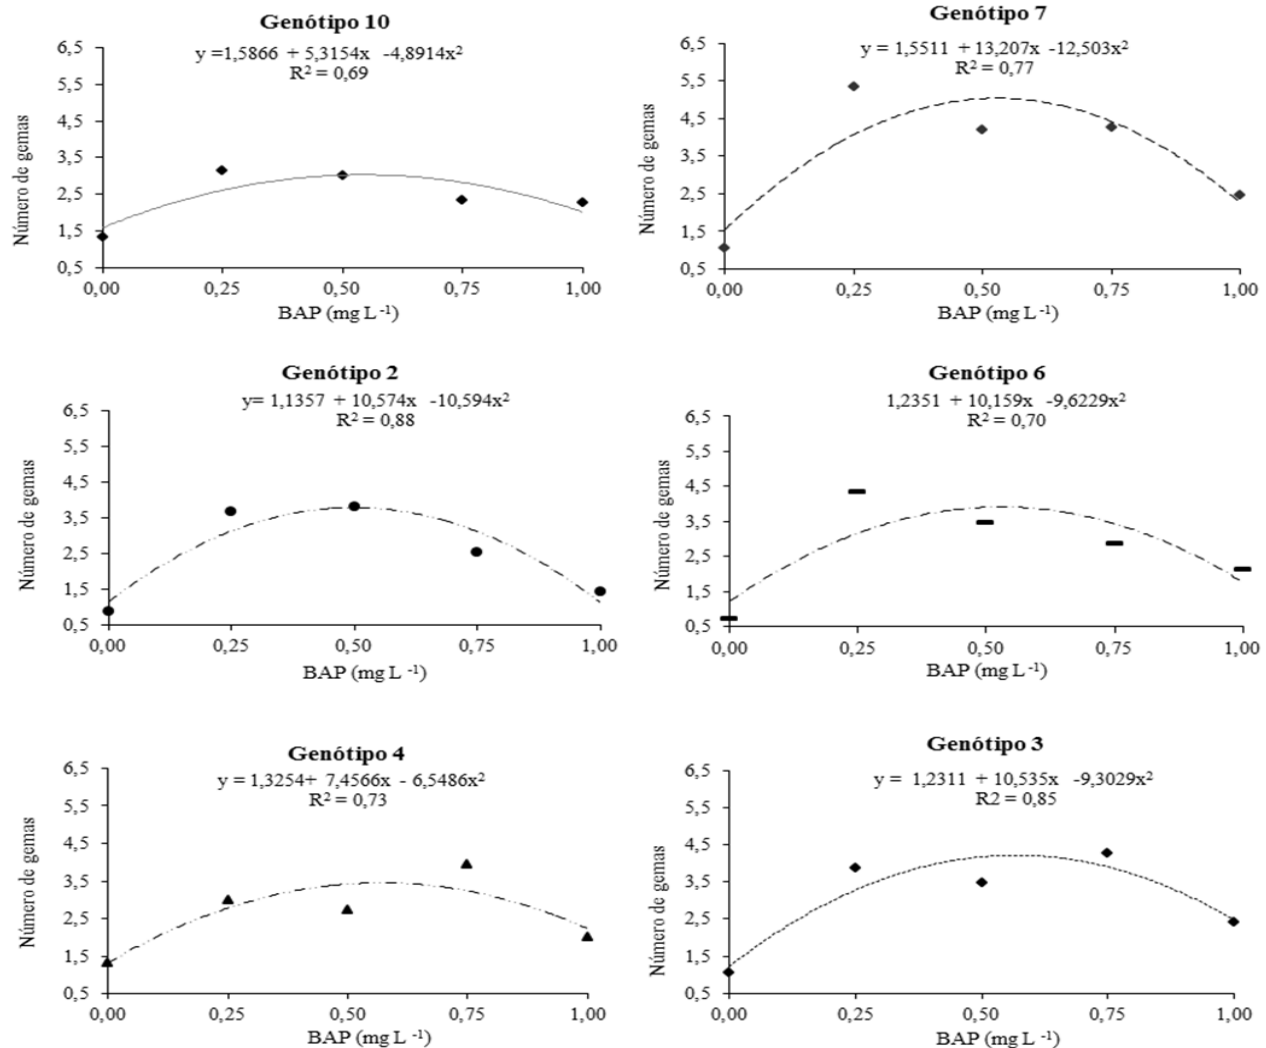 Genótipo 10
y =1,5866 + 5,3154x -4,8914x²
R² = 0,69
6,5
5,5
4,5
3,5
2,5
1,5
0,5
Número de gemas
0,00 0,25 0,50 0,75 1,00
BAP (mg L -1)
Genótipo 7
y = 1,5511 + 13,207x -12,503x²
R² = 0,77
6,5
5,5
4,5
3,5
2,5
1,5
0,5
Número de gemas
0,00 0,25 0,50 0,75 1,00
BAP (mg L -1)
Genótipo 2
y= 1,1357 + 10,574x -10,594x²
R² = 0,88
6,5
5,5
4,5
3,5
2,5
1,5
0,5
Número de gemas
0,00 0,25 0,50 0,75 1,00
BAP (mg L -1)
Genótipo 6
1,2351 + 10,159x -9,6229x²
R² = 0,70
6,5
5,5
4,5
3,5
2,5
1,5
0,5
Número de gemas
0,00 0,25 0,50 0,75 1,00
BAP (mg L -1)
Genótipo 4
y = 1,3254+ 7,4566x - 6,5486x²
R² = 0,73
6,5
5,5
4,5
3,5
2,5
1,5
0,5
Número de gemas
0,00 0,25 0,50 0,75 1,00
BAP (mg L -1)
Genótipo 3
y = 1,2311 + 10,535x -9,3029x²
R2 = 0,85
6,5
5,5
4,5
3,5
2,5
1,5
0,5
Número de gemas
0,00 0,25 0,50 0,75 1,00
BAP (mg L -1)